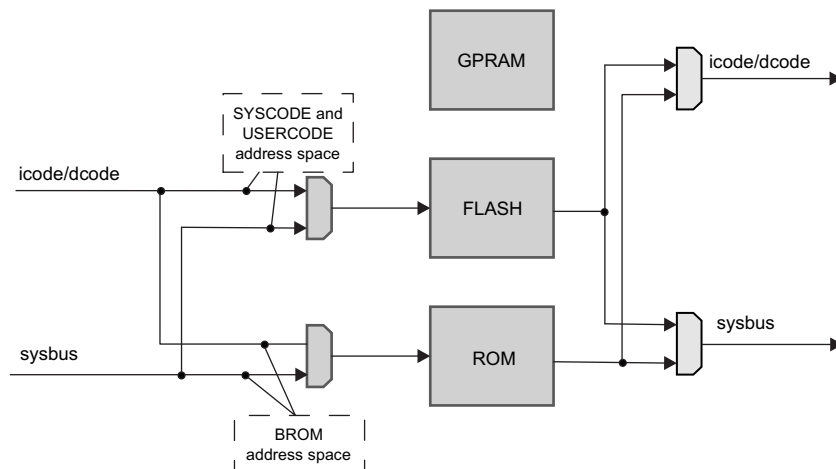 GPRAM
icode/dcode
SYSCODE and
USERCODE
address space
icode/dcode
FLASH
sysbus
sysbus
ROM
BROM
address space